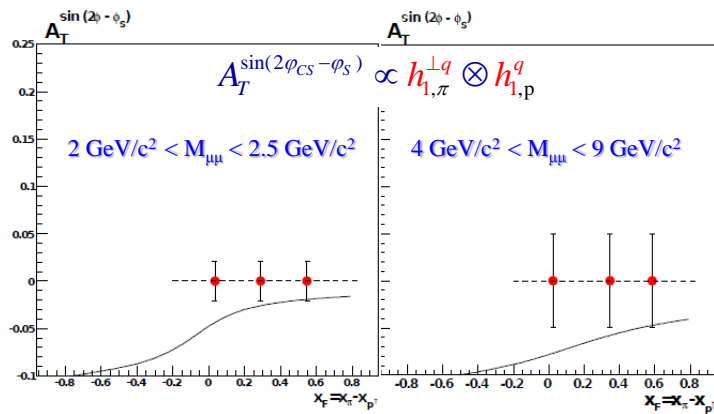 A_T^{sin (2ϕ - ϕ_s)}
A_T^{sin (2ϕ - ϕ_s)}
A_T^{sin(2φ_CS−φ_S)} ∝ h_{1,π}^{⊥q} ⊗ h_{1,p}^{q}
2 GeV/c² < M_μμ < 2.5 GeV/c²
4 GeV/c² < M_μμ < 9 GeV/c²
0.25
0.2
0.15
0.1
0.05
0
-0.05
-0.1
-0.8 -0.6 -0.4 -0.2 0 0.2 0.4 0.6 0.8
-0.8 -0.6 -0.4 -0.2 0 0.2 0.4 0.6 0.8
x_F=x_π-x_p↑
x_F=x_π-x_p↑